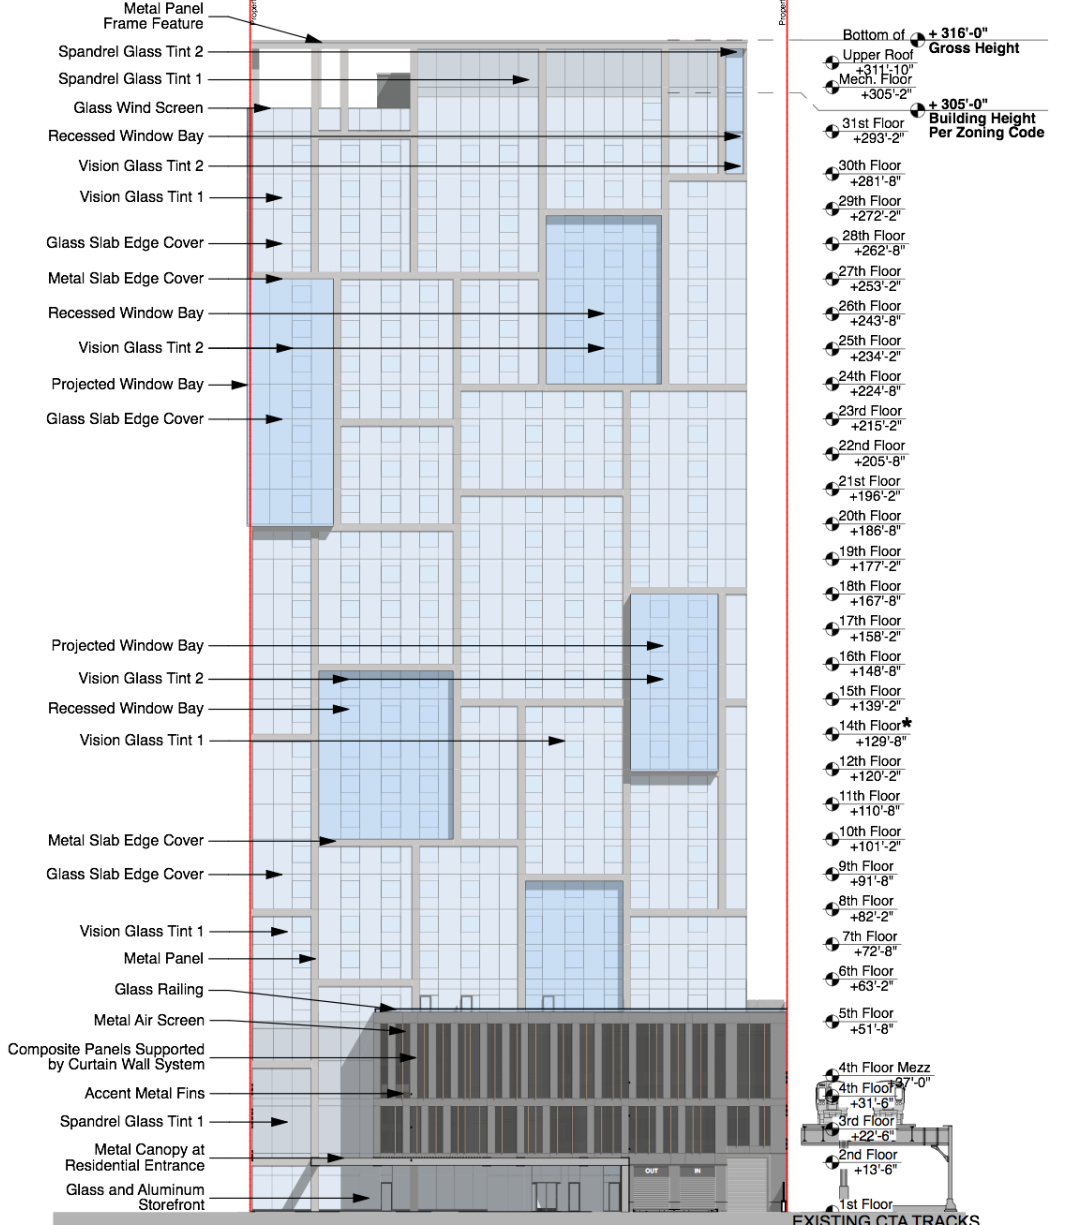 Metal Panel
Frame Feature
Spandrel Glass Tint 2
Spandrel Glass Tint 1
Glass Wind Screen
Recessed Window Bay
Vision Glass Tint 2
Vision Glass Tint 1
Glass Slab Edge Cover
Metal Slab Edge Cover
Recessed Window Bay
Vision Glass Tint 2
Projected Window Bay
Glass Slab Edge Cover
Projected Window Bay
Vision Glass Tint 2
Recessed Window Bay
Vision Glass Tint 1
Metal Slab Edge Cover
Glass Slab Edge Cover
Vision Glass Tint 1
Metal Panel
Glass Railing
Metal Air Screen
Composite Panels Supported
by Curtain Wall System
Accent Metal Fins
Spandrel Glass Tint 1
Metal Canopy at
Residential Entrance
Glass and Aluminum
Storefront
OUT
IN
Bottom of
+ 316'-0"
Gross Height
Upper Roof
+311'-10"
Mech. Floor
+305'-2"
+ 305'-0"
Building Height
Per Zoning Code
31st Floor
+293'-2"
30th Floor
+281'-8"
29th Floor
+272'-2"
28th Floor
+262'-8"
27th Floor
+253'-2"
26th Floor
+243'-8"
25th Floor
+234'-2"
24th Floor
+224'-8"
23rd Floor
+215'-2"
22nd Floor
+205'-8"
21st Floor
+196'-2"
20th Floor
+186'-8"
19th Floor
+177'-2"
18th Floor
+167'-8"
17th Floor
+158'-2"
16th Floor
+148'-8"
15th Floor
+139'-2"
14th Floor*
+129'-8"
12th Floor
+120'-2"
11th Floor
+110'-8"
10th Floor
+101'-2"
9th Floor
+91'-8"
8th Floor
+82'-2"
7th Floor
+72'-8"
6th Floor
+63'-2"
5th Floor
+51'-8"
4th Floor Mezz
+37'-0"
4th Floor
+31'-6"
3rd Floor
+22'-6"
2nd Floor
+13'-6"
1st Floor
EXISTING CTA TRACKS